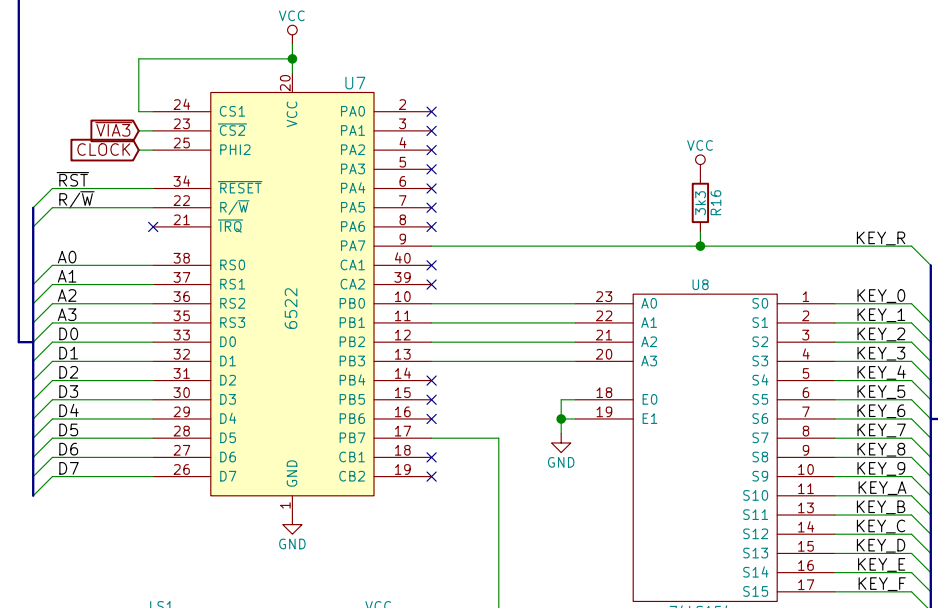 VCC
U7
20
VCC
24 CS1 PA0 2
VIA3 23 CS2 PA1 3
CLOCK 25 PHI2 PA2 4
PA3 5
RST 34 RESET PA4 6
R/W 22 R/W PA5 7
21 IRQ PA6 8
PA7 9
A0 38 RS0 CA1 40
A1 37 RS1 CA2 39
A2 36 RS2 PB0 10
A3 35 RS3 PB1 11
D0 33 D0 PB2 12
D1 32 D1 PB3 13
D2 31 D2 PB4 14
D3 30 D3 PB5 15
D4 29 D4 PB6 16
D5 28 D5 PB7 17
D6 27 D6 CB1 18
D7 26 D7 CB2 19
6522
GND
1
GND
VCC
3k3
R16
KEY_R
U8
23 A0 S0 1 KEY_0
22 A1 S1 2 KEY_1
21 A2 S2 3 KEY_2
20 A3 S3 4 KEY_3
S4 5 KEY_4
18 E0 S5 6 KEY_5
19 E1 S6 7 KEY_6
S7 8 KEY_7
GND
S8 9 KEY_8
S9 10 KEY_9
S10 11 KEY_A
S11 13 KEY_B
S12 14 KEY_C
S13 15 KEY_D
S14 16 KEY_E
S15 17 KEY_F
LS1
VCC